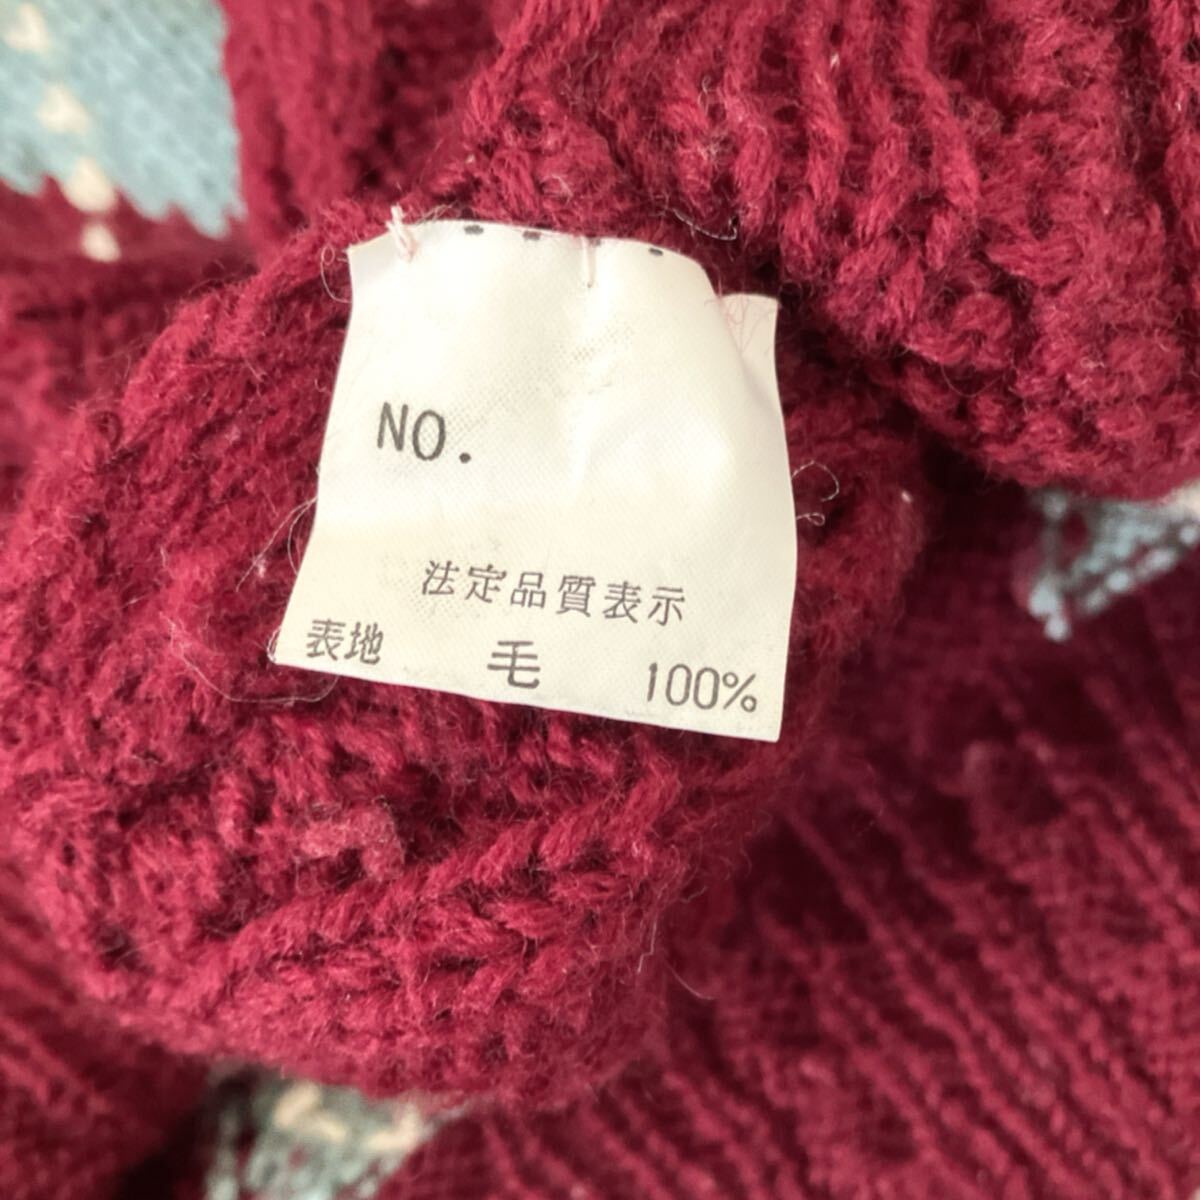 NO.
法定品質表示
表地 毛 100%